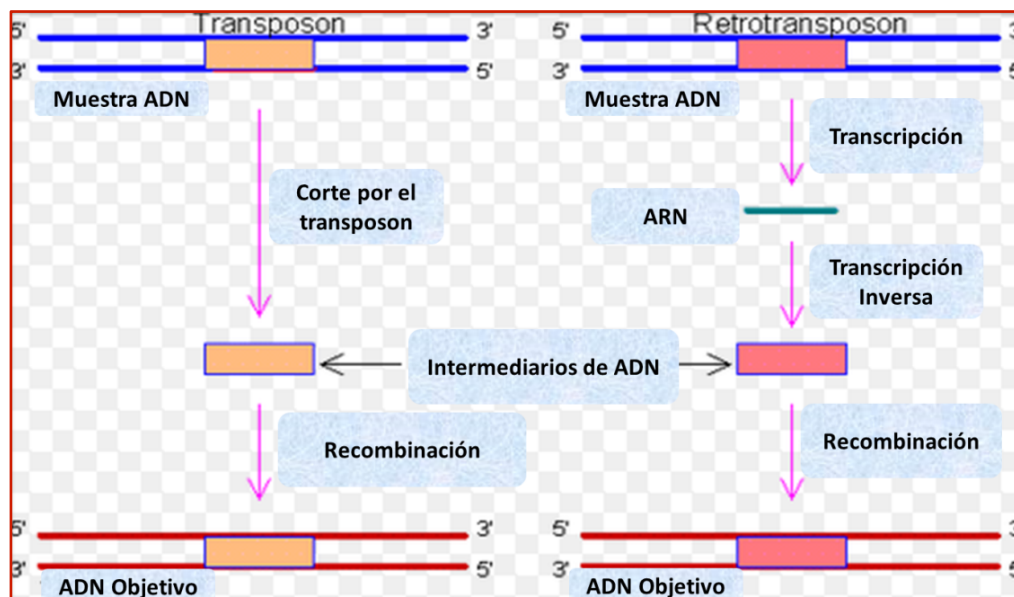 Transposon
5' 3'
3' 5'
Muestra ADN
Corte por el
transposon
Recombinación
5' 3'
3' 5'
ADN Objetivo
Intermediarios de ADN
Retrotransposon
5' 3'
3' 5'
Muestra ADN
Transcripción
ARN
Transcripción
Inversa
Recombinación
5' 3'
3' 5'
ADN Objetivo